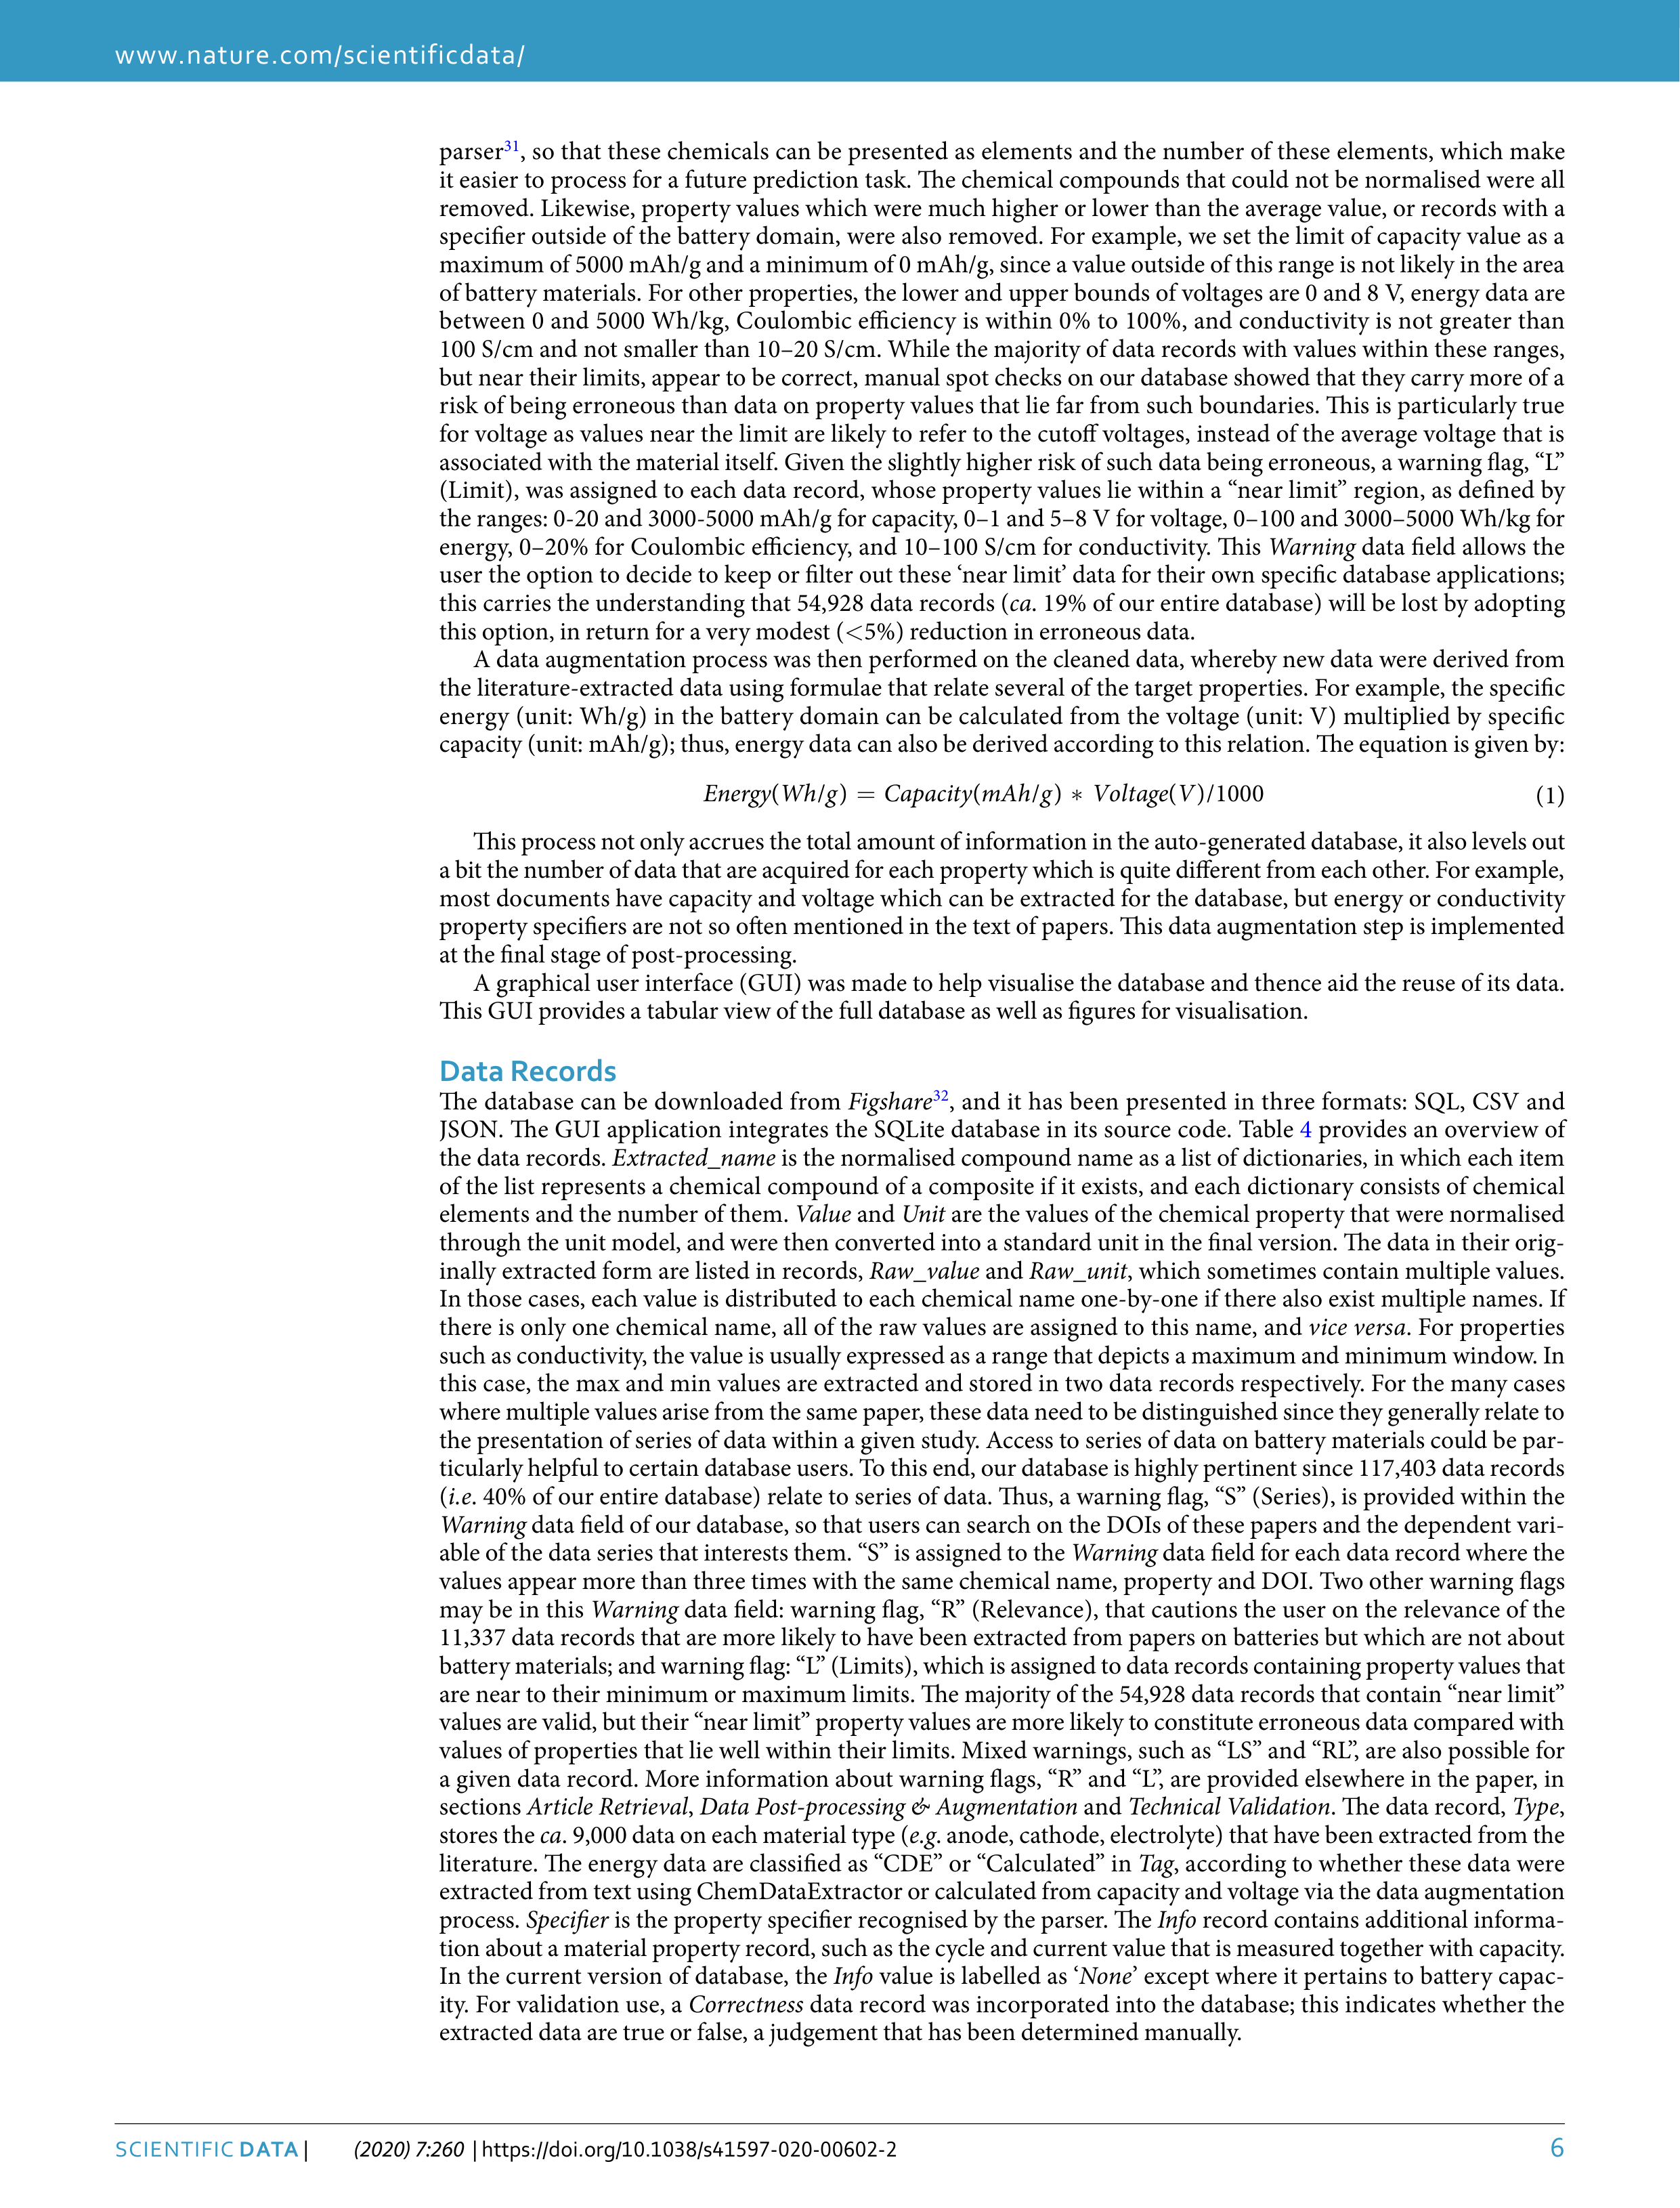 www.nature.com/scientificdata/
parser31, so that these chemicals can be presented as elements and the number of these elements, which make
it easier to process for a future prediction task. The chemical compounds that could not be normalised were all
removed. Likewise, property values which were much higher or lower than the average value, or records with a
specifier outside of the battery domain, were also removed. For example, we set the limit of capacity value as a
maximum of 5000 mAh/g and a minimum of 0 mAh/g, since a value outside of this range is not likely in the area
of battery materials. For other properties, the lower and upper bounds of voltages are 0 and 8 V, energy data are
between 0 and 5000 Wh/kg, Coulombic efficiency is within 0% to 100%, and conductivity is not greater than
100 S/cm and not smaller than 10–20 S/cm. While the majority of data records with values within these ranges,
but near their limits, appear to be correct, manual spot checks on our database showed that they carry more of a
risk of being erroneous than data on property values that lie far from such boundaries. This is particularly true
for voltage as values near the limit are likely to refer to the cutoff voltages, instead of the average voltage that is
associated with the material itself. Given the slightly higher risk of such data being erroneous, a warning flag, “L”
(Limit), was assigned to each data record, whose property values lie within a “near limit” region, as defined by
the ranges: 0-20 and 3000-5000 mAh/g for capacity, 0–1 and 5–8 V for voltage, 0–100 and 3000–5000 Wh/kg for
energy, 0–20% for Coulombic efficiency, and 10–100 S/cm for conductivity. This Warning data field allows the
user the option to decide to keep or filter out these ‘near limit’ data for their own specific database applications;
this carries the understanding that 54,928 data records (ca. 19% of our entire database) will be lost by adopting
this option, in return for a very modest (<5%) reduction in erroneous data.
A data augmentation process was then performed on the cleaned data, whereby new data were derived from
the literature-extracted data using formulae that relate several of the target properties. For example, the specific
energy (unit: Wh/g) in the battery domain can be calculated from the voltage (unit: V) multiplied by specific
capacity (unit: mAh/g); thus, energy data can also be derived according to this relation. The equation is given by:
Energy(Wh/g) = Capacity(mAh/g) * Voltage(V)/1000 (1)
This process not only accrues the total amount of information in the auto-generated database, it also levels out
a bit the number of data that are acquired for each property which is quite different from each other. For example,
most documents have capacity and voltage which can be extracted for the database, but energy or conductivity
property specifiers are not so often mentioned in the text of papers. This data augmentation step is implemented
at the final stage of post-processing.
A graphical user interface (GUI) was made to help visualise the database and thence aid the reuse of its data.
This GUI provides a tabular view of the full database as well as figures for visualisation.
Data Records
The database can be downloaded from Figshare32, and it has been presented in three formats: SQL, CSV and
JSON. The GUI application integrates the SQLite database in its source code. Table 4 provides an overview of
the data records. Extracted_name is the normalised compound name as a list of dictionaries, in which each item
of the list represents a chemical compound of a composite if it exists, and each dictionary consists of chemical
elements and the number of them. Value and Unit are the values of the chemical property that were normalised
through the unit model, and were then converted into a standard unit in the final version. The data in their orig-
inally extracted form are listed in records, Raw_value and Raw_unit, which sometimes contain multiple values.
In those cases, each value is distributed to each chemical name one-by-one if there also exist multiple names. If
there is only one chemical name, all of the raw values are assigned to this name, and vice versa. For properties
such as conductivity, the value is usually expressed as a range that depicts a maximum and minimum window. In
this case, the max and min values are extracted and stored in two data records respectively. For the many cases
where multiple values arise from the same paper, these data need to be distinguished since they generally relate to
the presentation of series of data within a given study. Access to series of data on battery materials could be par-
ticularly helpful to certain database users. To this end, our database is highly pertinent since 117,403 data records
(i.e. 40% of our entire database) relate to series of data. Thus, a warning flag, “S” (Series), is provided within the
Warning data field of our database, so that users can search on the DOIs of these papers and the dependent vari-
able of the data series that interests them. “S” is assigned to the Warning data field for each data record where the
values appear more than three times with the same chemical name, property and DOI. Two other warning flags
may be in this Warning data field: warning flag, “R” (Relevance), that cautions the user on the relevance of the
11,337 data records that are more likely to have been extracted from papers on batteries but which are not about
battery materials; and warning flag: “L” (Limits), which is assigned to data records containing property values that
are near to their minimum or maximum limits. The majority of the 54,928 data records that contain “near limit”
values are valid, but their “near limit” property values are more likely to constitute erroneous data compared with
values of properties that lie well within their limits. Mixed warnings, such as “LS” and “RL”, are also possible for
a given data record. More information about warning flags, “R” and “L”, are provided elsewhere in the paper, in
sections Article Retrieval, Data Post-processing & Augmentation and Technical Validation. The data record, Type,
stores the ca. 9,000 data on each material type (e.g. anode, cathode, electrolyte) that have been extracted from the
literature. The energy data are classified as “CDE” or “Calculated” in Tag, according to whether these data were
extracted from text using ChemDataExtractor or calculated from capacity and voltage via the data augmentation
process. Specifier is the property specifier recognised by the parser. The Info record contains additional informa-
tion about a material property record, such as the cycle and current value that is measured together with capacity.
In the current version of database, the Info value is labelled as ‘None’ except where it pertains to battery capac-
ity. For validation use, a Correctness data record was incorporated into the database; this indicates whether the
extracted data are true or false, a judgement that has been determined manually.
SCIENTIFIC DATA | (2020) 7:260 | https://doi.org/10.1038/s41597-020-00602-2 6